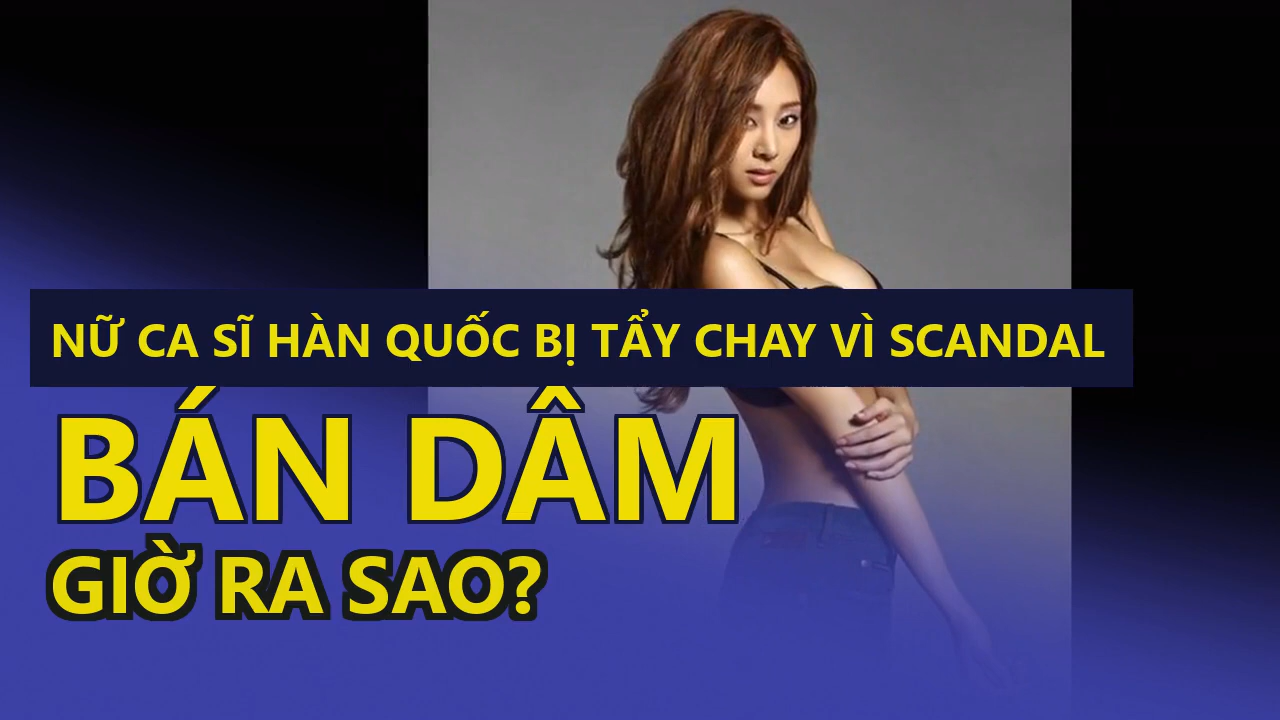 NỮ CA SĨ HÀN QUỐC BỊ TẨY CHAY VÌ SCANDAL
BÁN DÂM
GIỜ RA SAO?